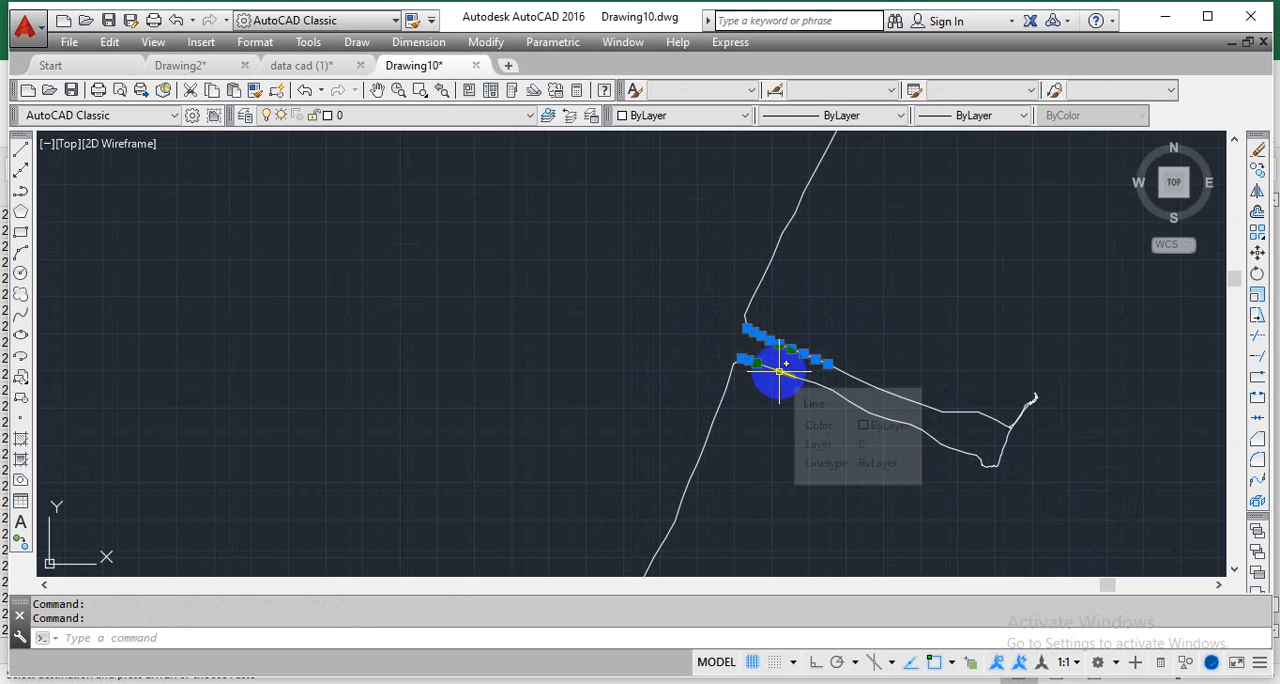 AutoCAD Classic Autodesk AutoCAD 2016 Drawing10.dwg Type a keyword or phrase Sign In
File Edit View Insert Format Tools Draw Dimension Modify Parametric Window Help Express
Start Drawing2* data cad (1)* Drawing10*
AutoCAD Classic 0 ByLayer ByLayer ByLayer ByColor
[−][Top][2D Wireframe]
N
W TOP E
S
WCS
Line
Color ByLayer
Layer 0
Linetype ByLayer
Y
X
Command:
Command:
Type a command
Activate Windows
Go to Settings to activate Windows.
MODEL 1:1